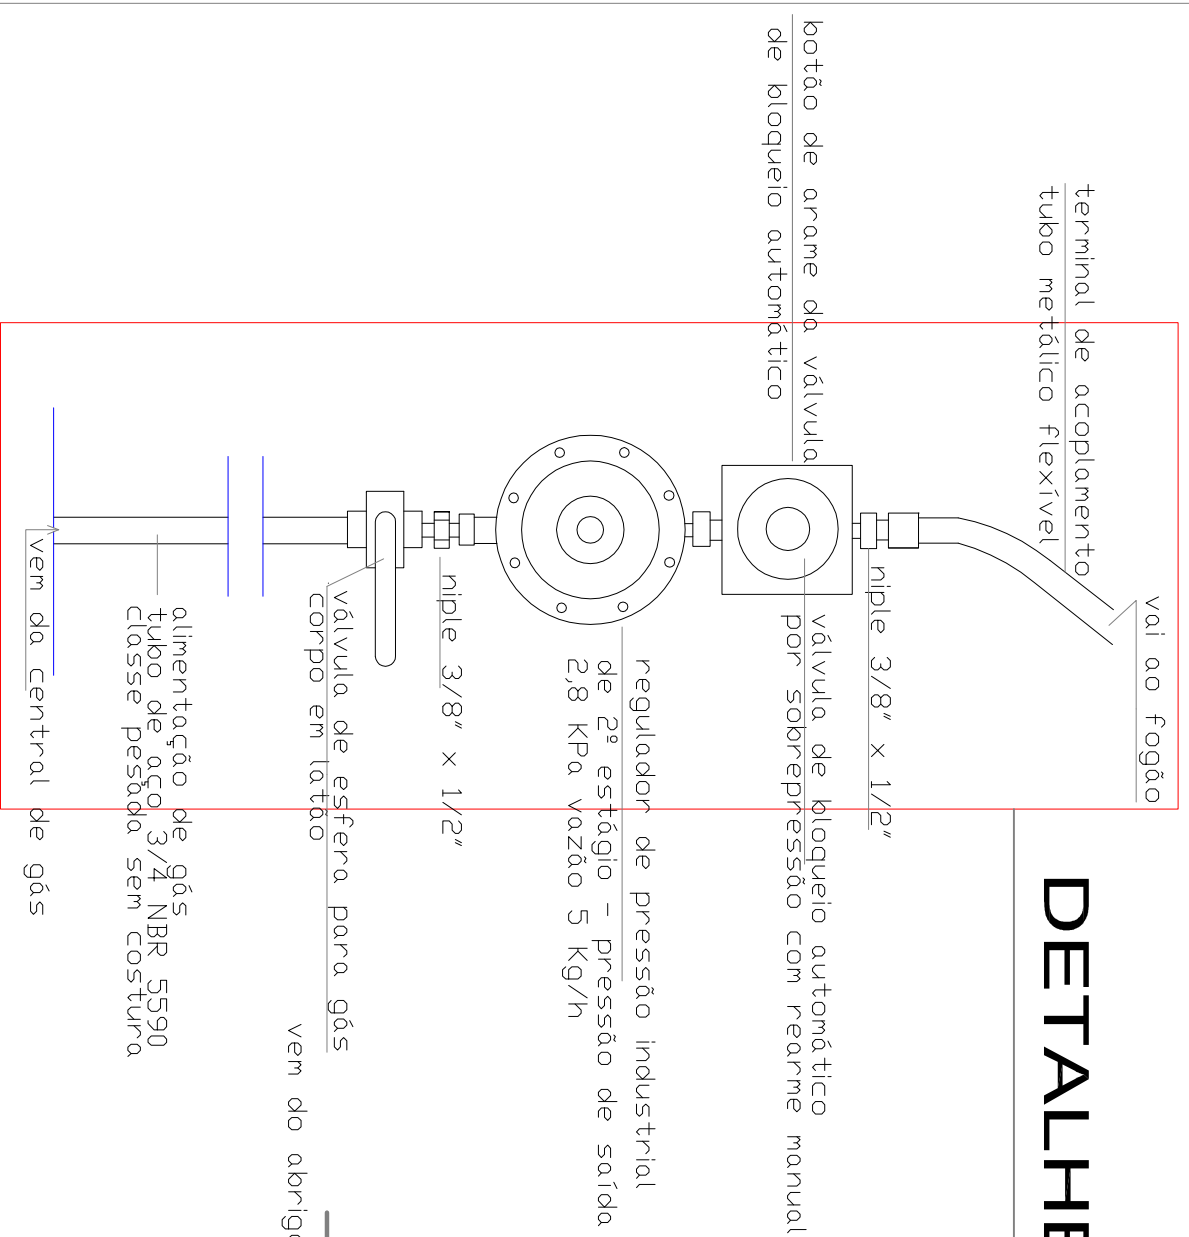 vai ao fogão
terminal de acoplamento
tubo metálico flexível
niple 3/8" x 1/2"
botão de arame da válvula
de bloqueio automático
válvula de bloqueio automático
por sobrepressão com rearme manual
regulador de pressão industrial
de 2º estágio - pressão de saída
2,8 KPa vazão 5 Kg/h
niple 3/8" x 1/2"
válvula de esfera para gás
corpo em latão
alimentação de gás
tubo de aço 3/4 NBR 5590
classe pesada sem costura
vem da central de gás
vem do abrigo
DETALHE